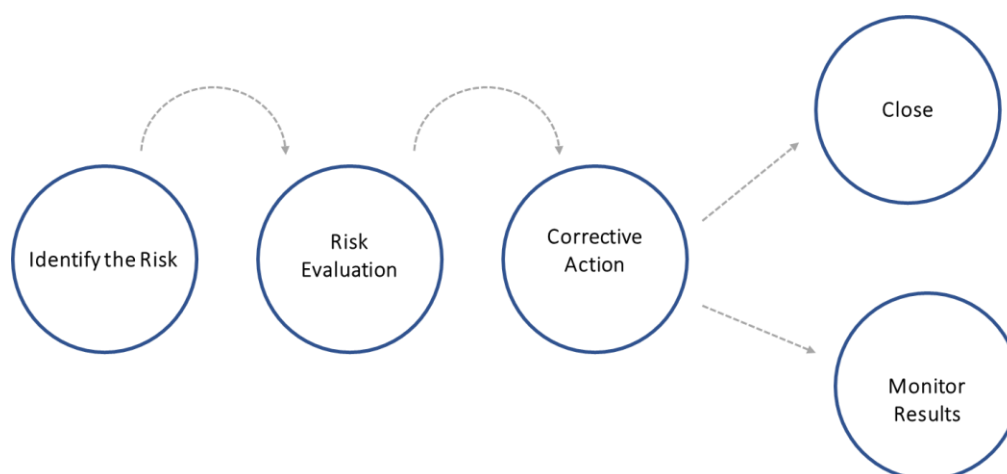 Identify the Risk
Risk
Evaluation
Corrective
Action
Close
Monitor
Results